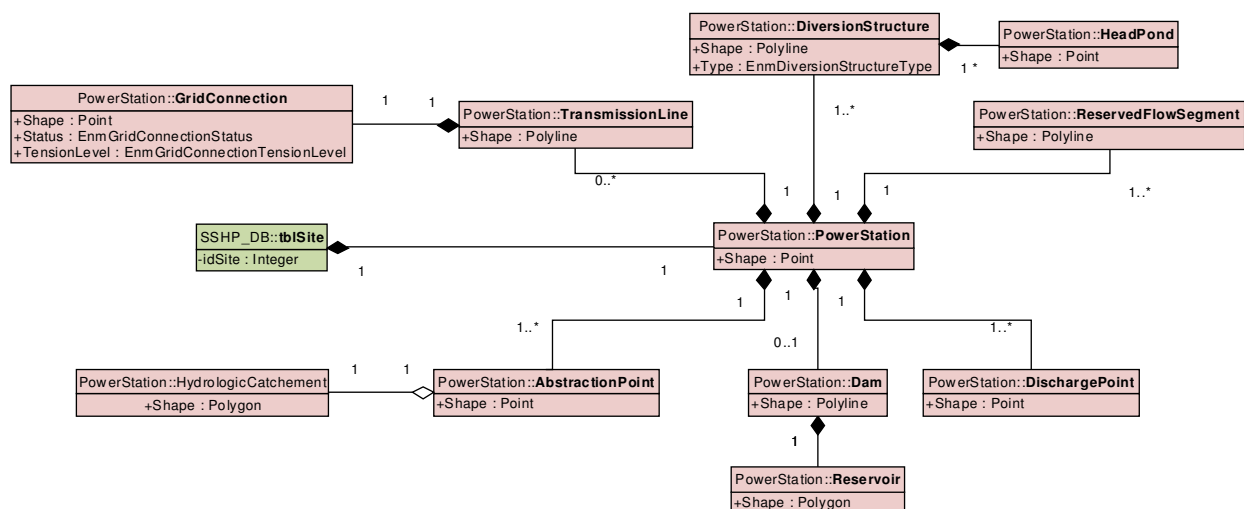 PowerStation::DiversionStructure
+Shape : Polyline
+Type : EnmDiversionStructureType
PowerStation::HeadPond
+Shape : Point
1 *
PowerStation::GridConnection
+Shape : Point
+Status : EnmGridConnectionStatus
+TensionLevel : EnmGridConnectionTensionLevel
1
1
PowerStation::TransmissionLine
+Shape : Polyline
1..*
PowerStation::ReservedFlowSegment
+Shape : Polyline
0..*
1
1
1
1..*
SSHP_DB::tblSite
-idSite : Integer
1
1
PowerStation::PowerStation
+Shape : Point
1
1
1
1..*
0..1
1..*
PowerStation::HydrologicCatchement
+Shape : Polygon
1
1
PowerStation::AbstractionPoint
+Shape : Point
PowerStation::Dam
+Shape : Polyline
PowerStation::DischargePoint
+Shape : Point
1
PowerStation::Reservoir
+Shape : Polygon